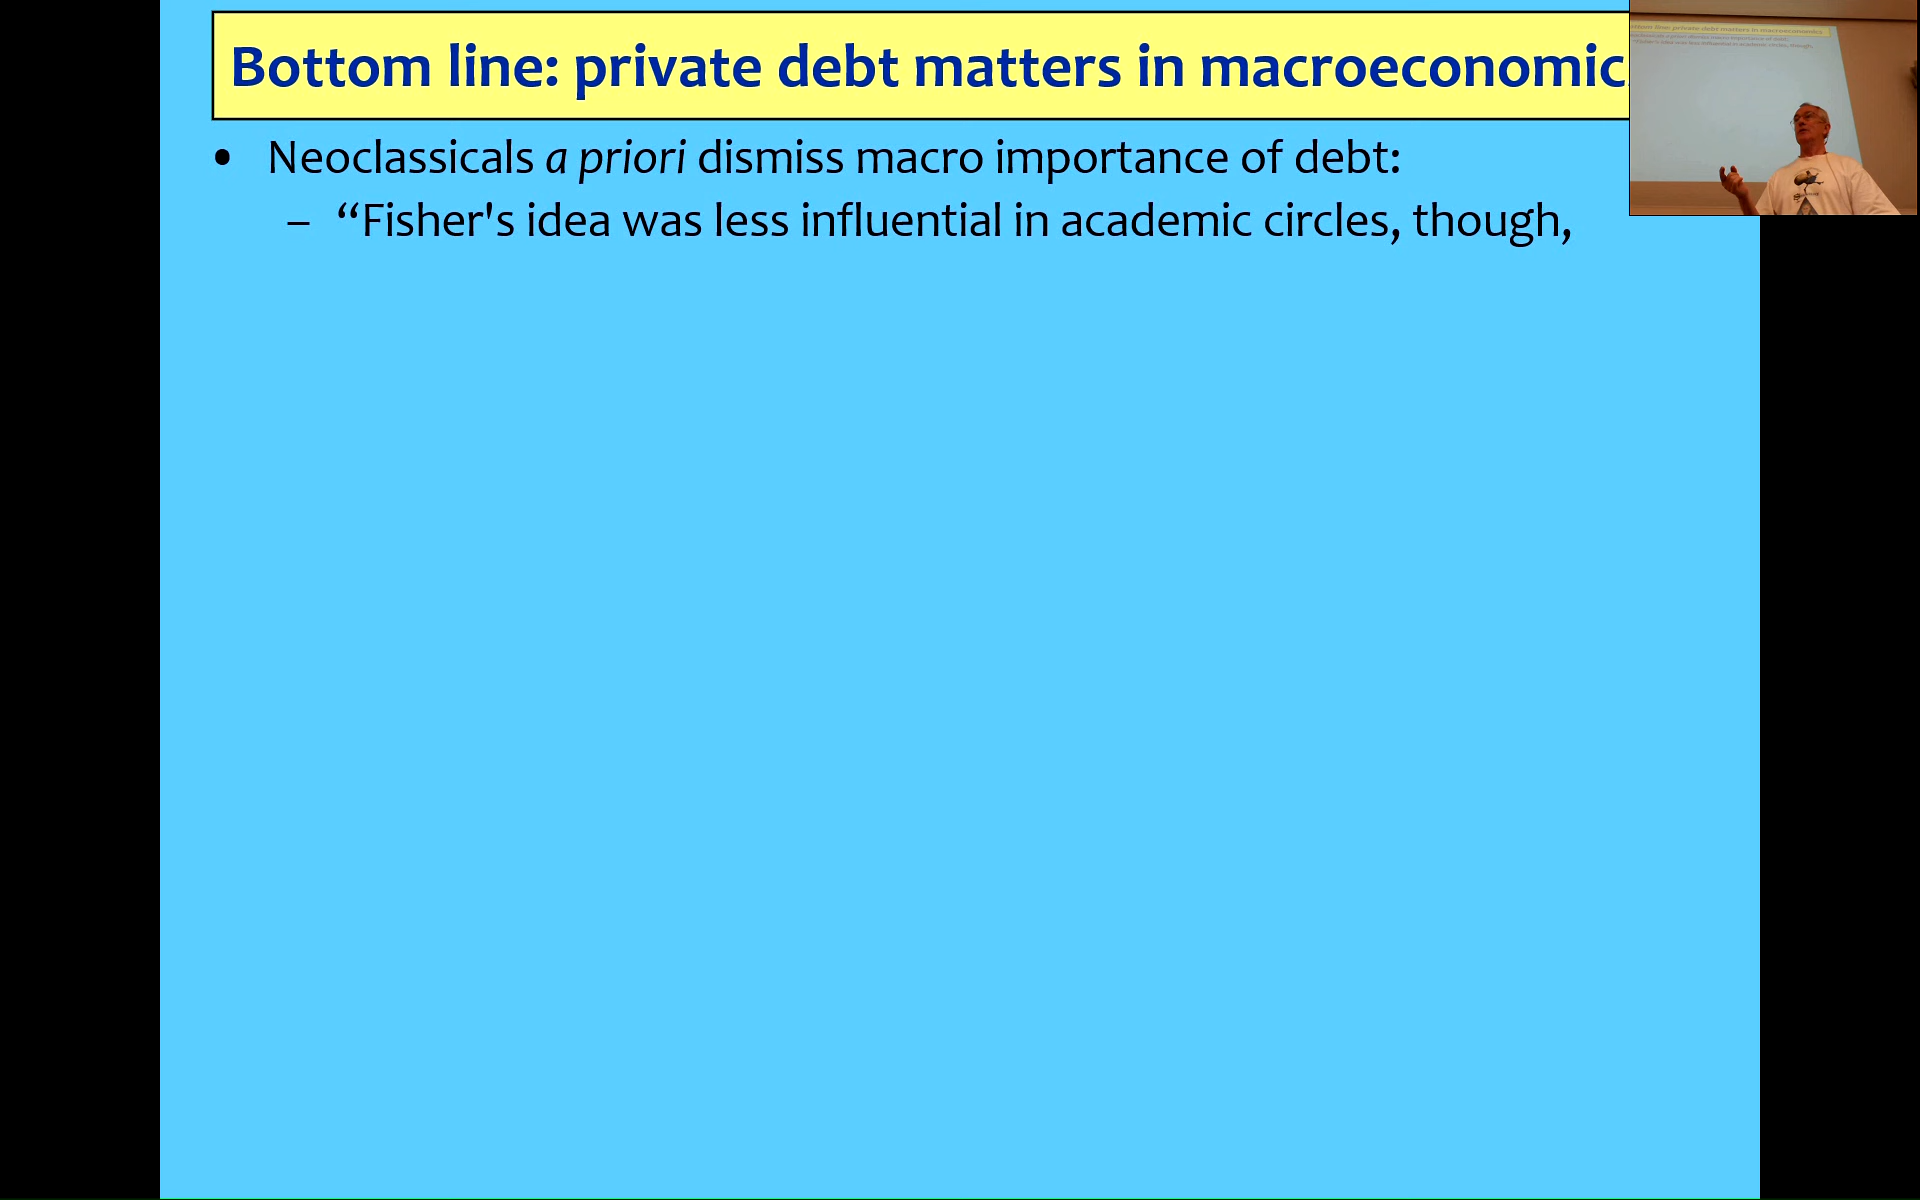 Bottom line: private debt matters in macroeconomic
• Neoclassicals a priori dismiss macro importance of debt:
– “Fisher's idea was less influential in academic circles, though,